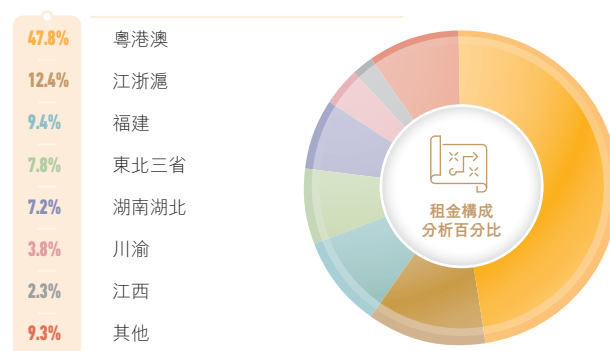 47.8% 粵港澳
12.4% 江浙滬
9.4% 福建
7.8% 東北三省
7.2% 湖南湖北
3.8% 川渝
2.3% 江西
9.3% 其他
租金構成
分析百分比